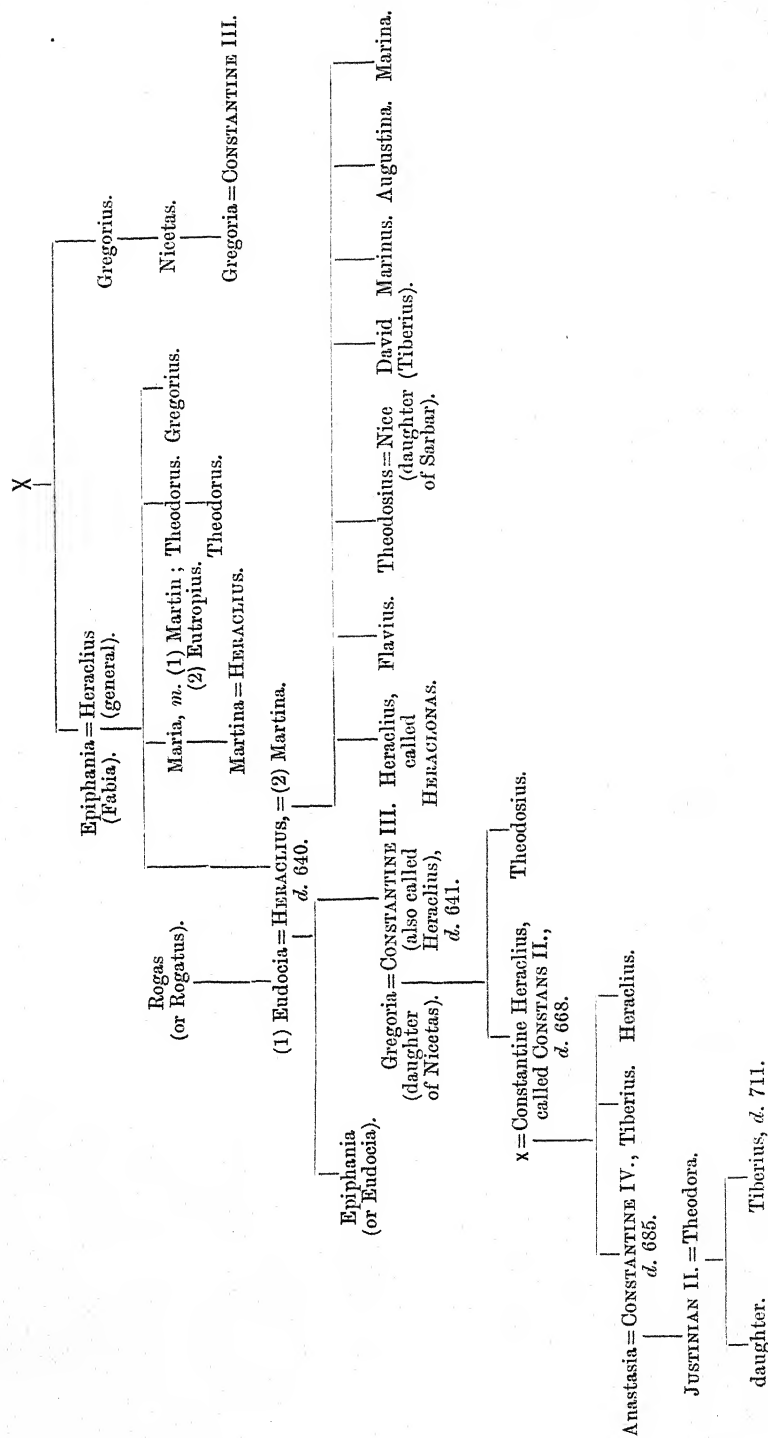 X
Epiphania = Heraclius
(Fabia). (general).
Gregorius.
Nicetas.
Gregoria = CONSTANTINE III.
Rogas
(or Rogatus).
Maria, m. (1) Martin; Theodorus. Gregorius.
(2) Eutropius.
Martina = HERACLIUS. Theodorus.
(1) Eudocia = HERACLIUS, = (2) Martina.
d. 640.
Epiphania
(or Eudocia).
Gregoria = CONSTANTINE III.
(daughter (also called
of Nicetas). Heraclius),
d. 641.
Heraclius,
called
HERACLONAS.
Flavius.
Theodosius = Nice
(daughter
of Sarbar).
David
(Tiberius).
Marinus.
Augustina.
Marina.
x = Constantine Heraclius,
called CONSTANS II.,
d. 668.
Theodosius.
Anastasia = CONSTANTINE IV., Tiberius. Heraclius.
d. 685.
JUSTINIAN II. = Theodora.
daughter. Tiberius, d. 711.